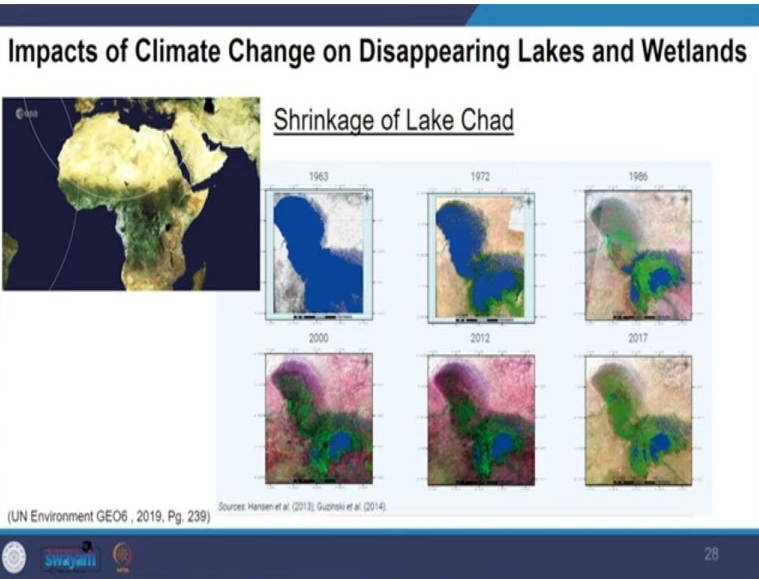 Impacts of Climate Change on Disappearing Lakes and Wetlands
esa
Shrinkage of Lake Chad
1963
1972
1986
2000
2012
2017
Sources: Hansen et al. (2013); Guzinski et al. (2014).
(UN Environment GEO6 , 2019, Pg. 239)
swayam
28